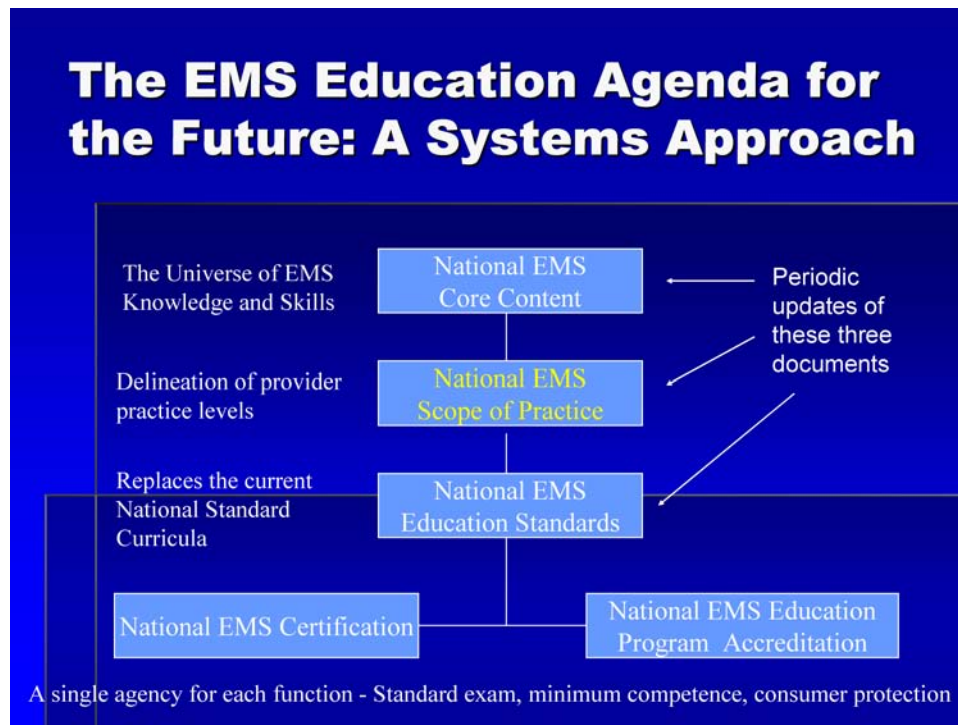 The EMS Education Agenda for
the Future: A Systems Approach
The Universe of EMS
Knowledge and Skills
National EMS
Core Content
Periodic
updates of
these three
documents
Delineation of provider
practice levels
National EMS
Scope of Practice
Replaces the current
National Standard
Curricula
National EMS
Education Standards
National EMS Certification
National EMS Education
Program Accreditation
A single agency for each function - Standard exam, minimum competence, consumer protection